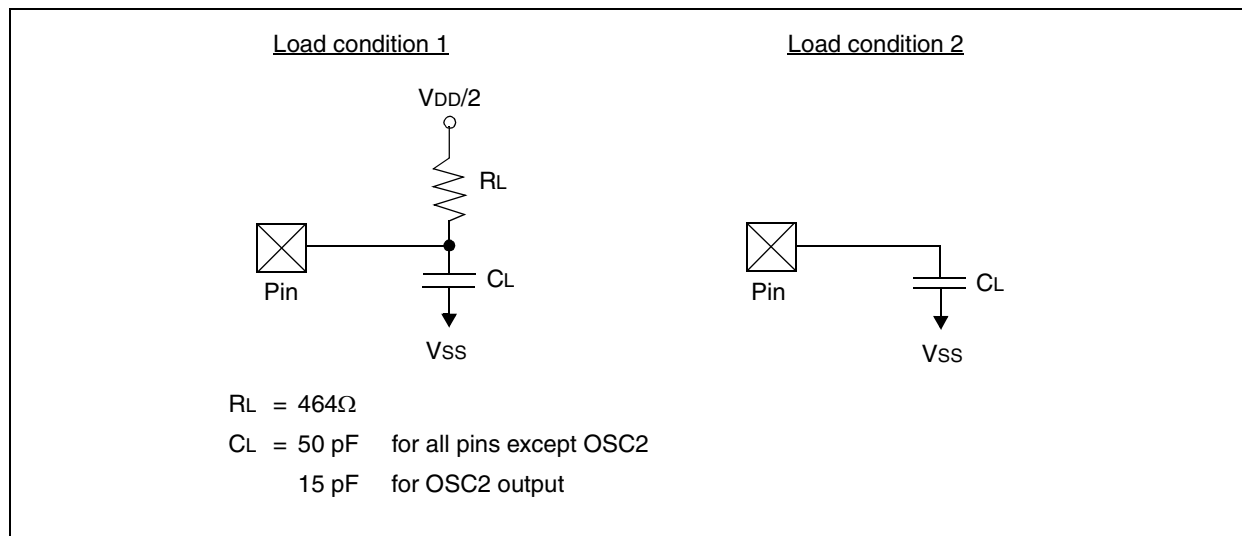 Load condition 1
Load condition 2
VDD/2
RL
Pin
CL
VSS
Pin
CL
VSS
RL = 464Ω
CL = 50 pF for all pins except OSC2
15 pF for OSC2 output